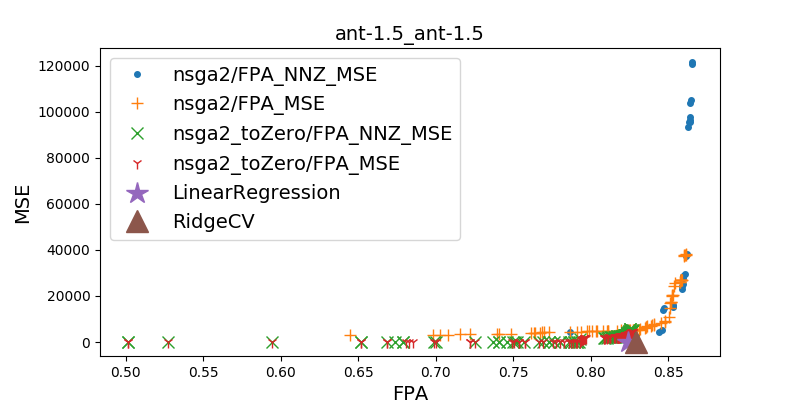 ant-1.5_ant-1.5
120000
100000
80000
60000
40000
20000
0
MSE
nsga2/FPA_NNZ_MSE
nsga2/FPA_MSE
nsga2_toZero/FPA_NNZ_MSE
nsga2_toZero/FPA_MSE
LinearRegression
RidgeCV
0.50 0.55 0.60 0.65 0.70 0.75 0.80 0.85
FPA